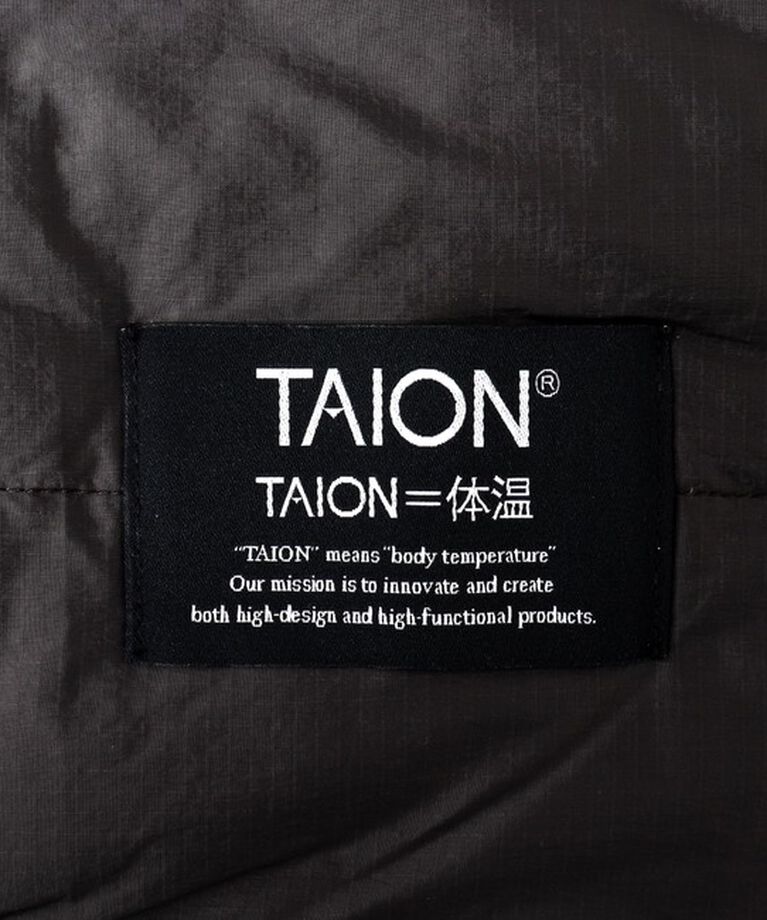 TAION®
TAION=体温
“TAION” means “body temperature”
Our mission is to innovate and create
both high-design and high-functional products.